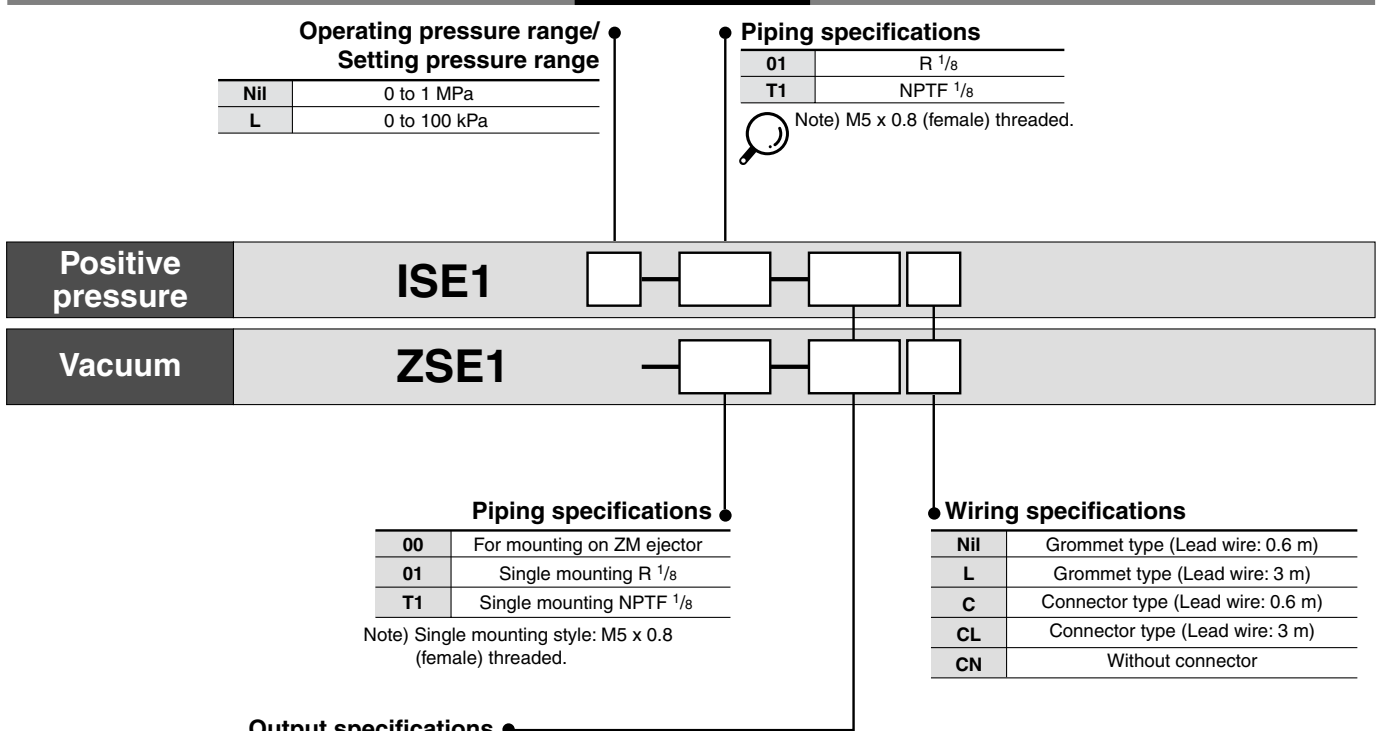 Operating pressure range/
Setting pressure range
Nil 0 to 1 MPa
L 0 to 100 kPa
Piping specifications
01 R 1/8
T1 NPTF 1/8
Note) M5 x 0.8 (female) threaded.
Positive
pressure
ISE1
Vacuum
ZSE1
Piping specifications
00 For mounting on ZM ejector
01 Single mounting R 1/8
T1 Single mounting NPTF 1/8
Note) Single mounting style: M5 x 0.8
(female) threaded.
Wiring specifications
Nil Grommet type (Lead wire: 0.6 m)
L Grommet type (Lead wire: 3 m)
C Connector type (Lead wire: 0.6 m)
CL Connector type (Lead wire: 3 m)
CN Without connector
Output specifications